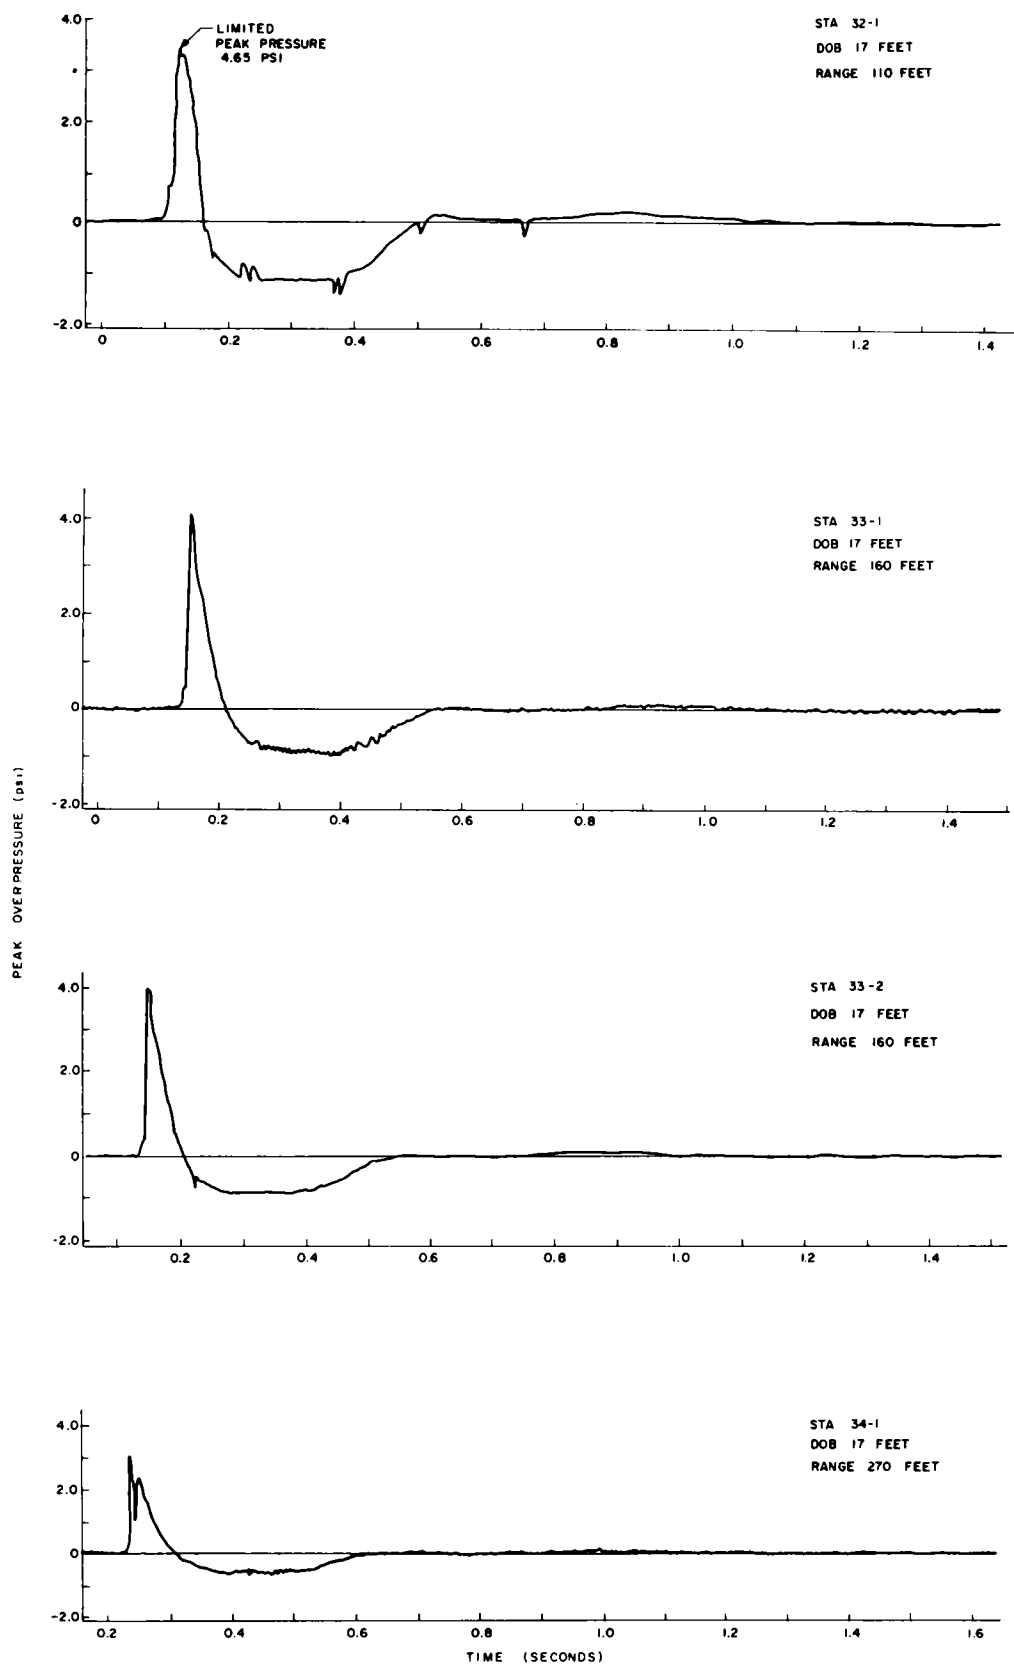 4.0
LIMITED
PEAK PRESSURE
4.65 PSI
STA 32-1
DOB 17 FEET
RANGE 110 FEET
2.0
0
-2.0
0 0.2 0.4 0.6 0.8 1.0 1.2 1.4
4.0
STA 33-1
DOB 17 FEET
RANGE 160 FEET
2.0
0
-2.0
0 0.2 0.4 0.6 0.8 1.0 1.2 1.4
PEAK OVERPRESSURE (psi)
4.0
STA 33-2
DOB 17 FEET
RANGE 160 FEET
2.0
0
-2.0
0.2 0.4 0.6 0.8 1.0 1.2 1.4
4.0
STA 34-1
DOB 17 FEET
RANGE 270 FEET
2.0
0
-2.0
0.2 0.4 0.6 0.8 1.0 1.2 1.4 1.6
TIME (SECONDS)